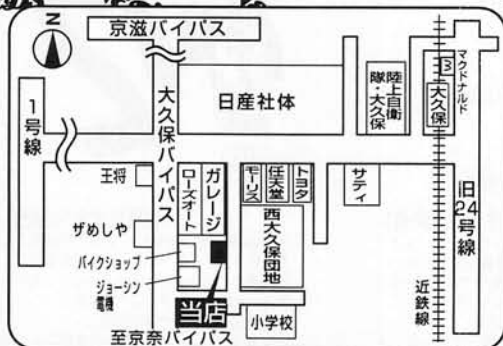 N
京滋バイパス
1号線
大久保バイパス
日産社体
陸上自衛
隊・大久保
大久保
マクドナルド
M
王将
ザめしや
バイクショップ
ジョーシン
電機
ローズオート
ガレージ
モーリス
任天堂
トヨタ
西大久保団地
サティ
旧24号線
近鉄線
当店
小学校
至京奈バイパス